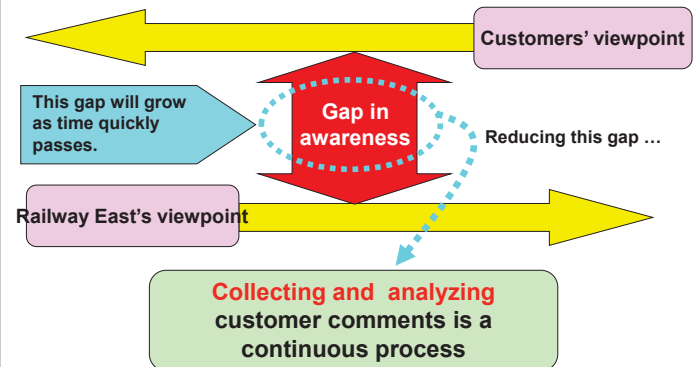 Customers’ viewpoint
This gap will grow
as time quickly
passes.
Gap in
awareness
Reducing this gap …
Railway East’s viewpoint
Collecting and analyzing
customer comments is a
continuous process